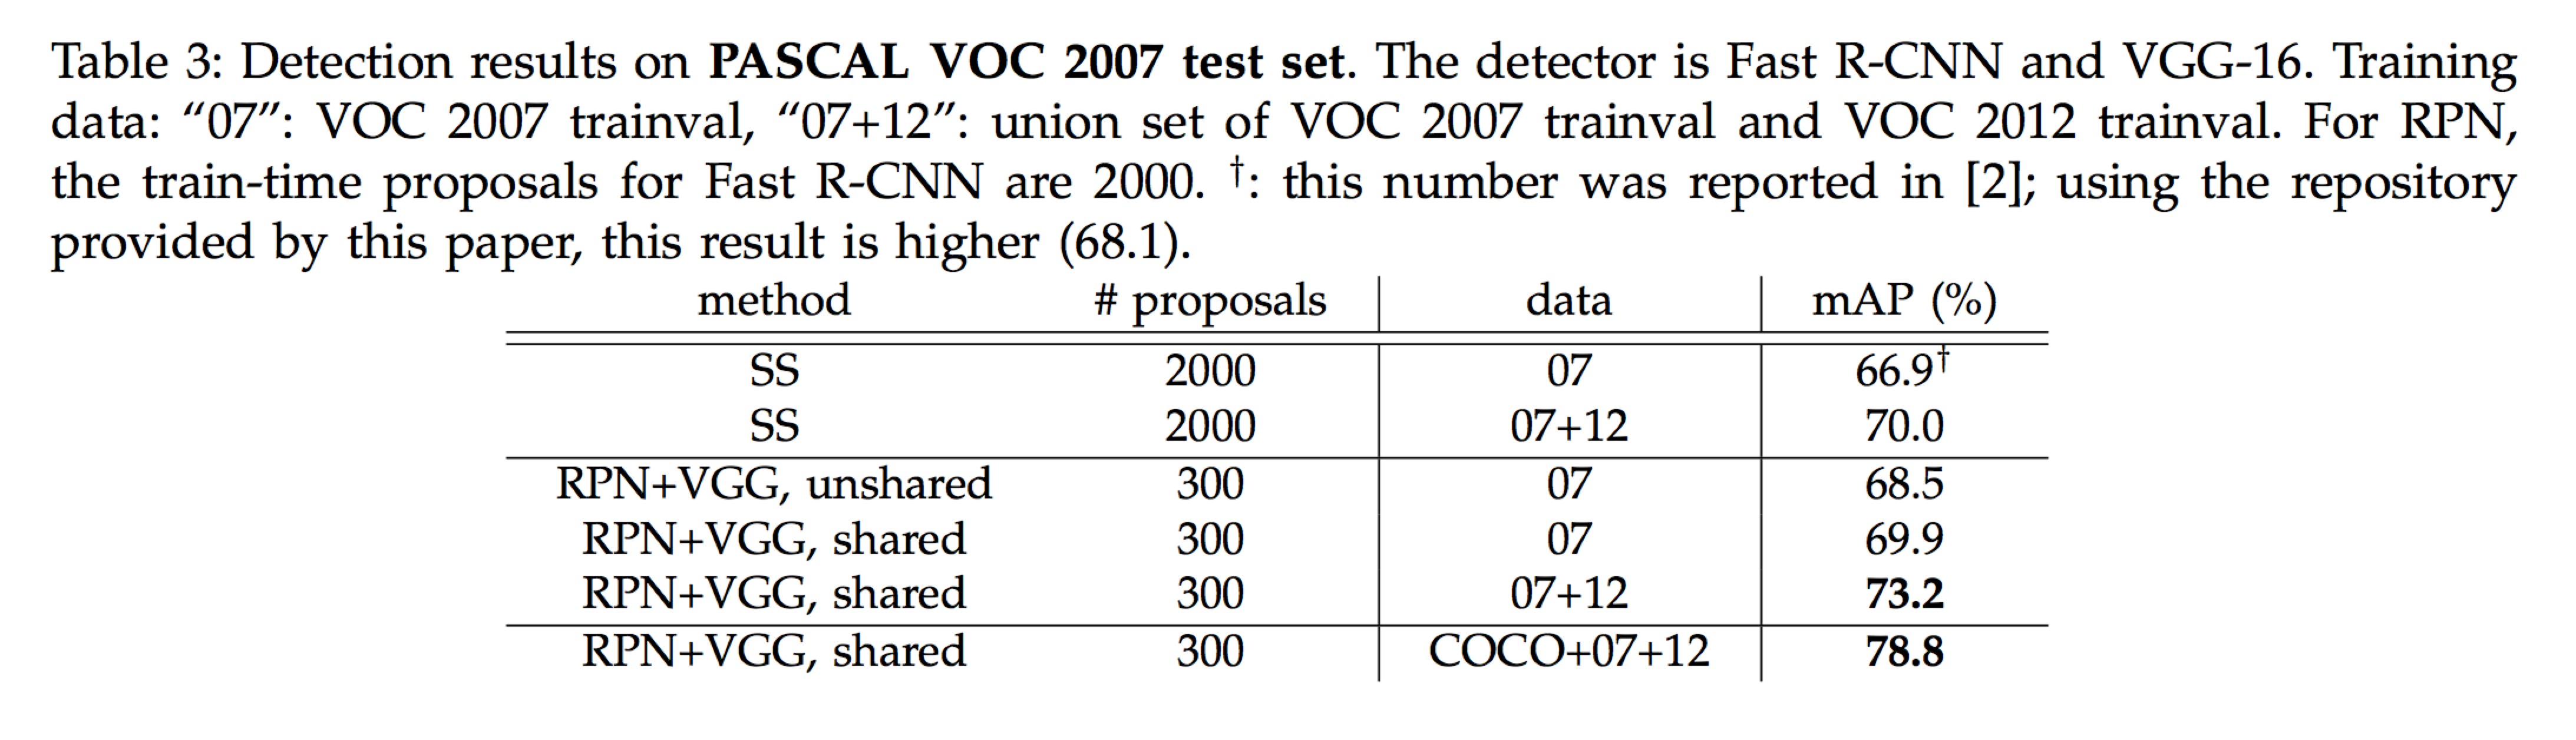 Table 3: Detection results on PASCAL VOC 2007 test set. The detector is Fast R-CNN and VGG-16. Training
data: “07”: VOC 2007 trainval, “07+12”: union set of VOC 2007 trainval and VOC 2012 trainval. For RPN,
the train-time proposals for Fast R-CNN are 2000. †: this number was reported in [2]; using the repository
provided by this paper, this result is higher (68.1).
method # proposals data mAP (%)
SS 2000 07 66.9†
SS 2000 07+12 70.0
RPN+VGG, unshared 300 07 68.5
RPN+VGG, shared 300 07 69.9
RPN+VGG, shared 300 07+12 73.2
RPN+VGG, shared 300 COCO+07+12 78.8